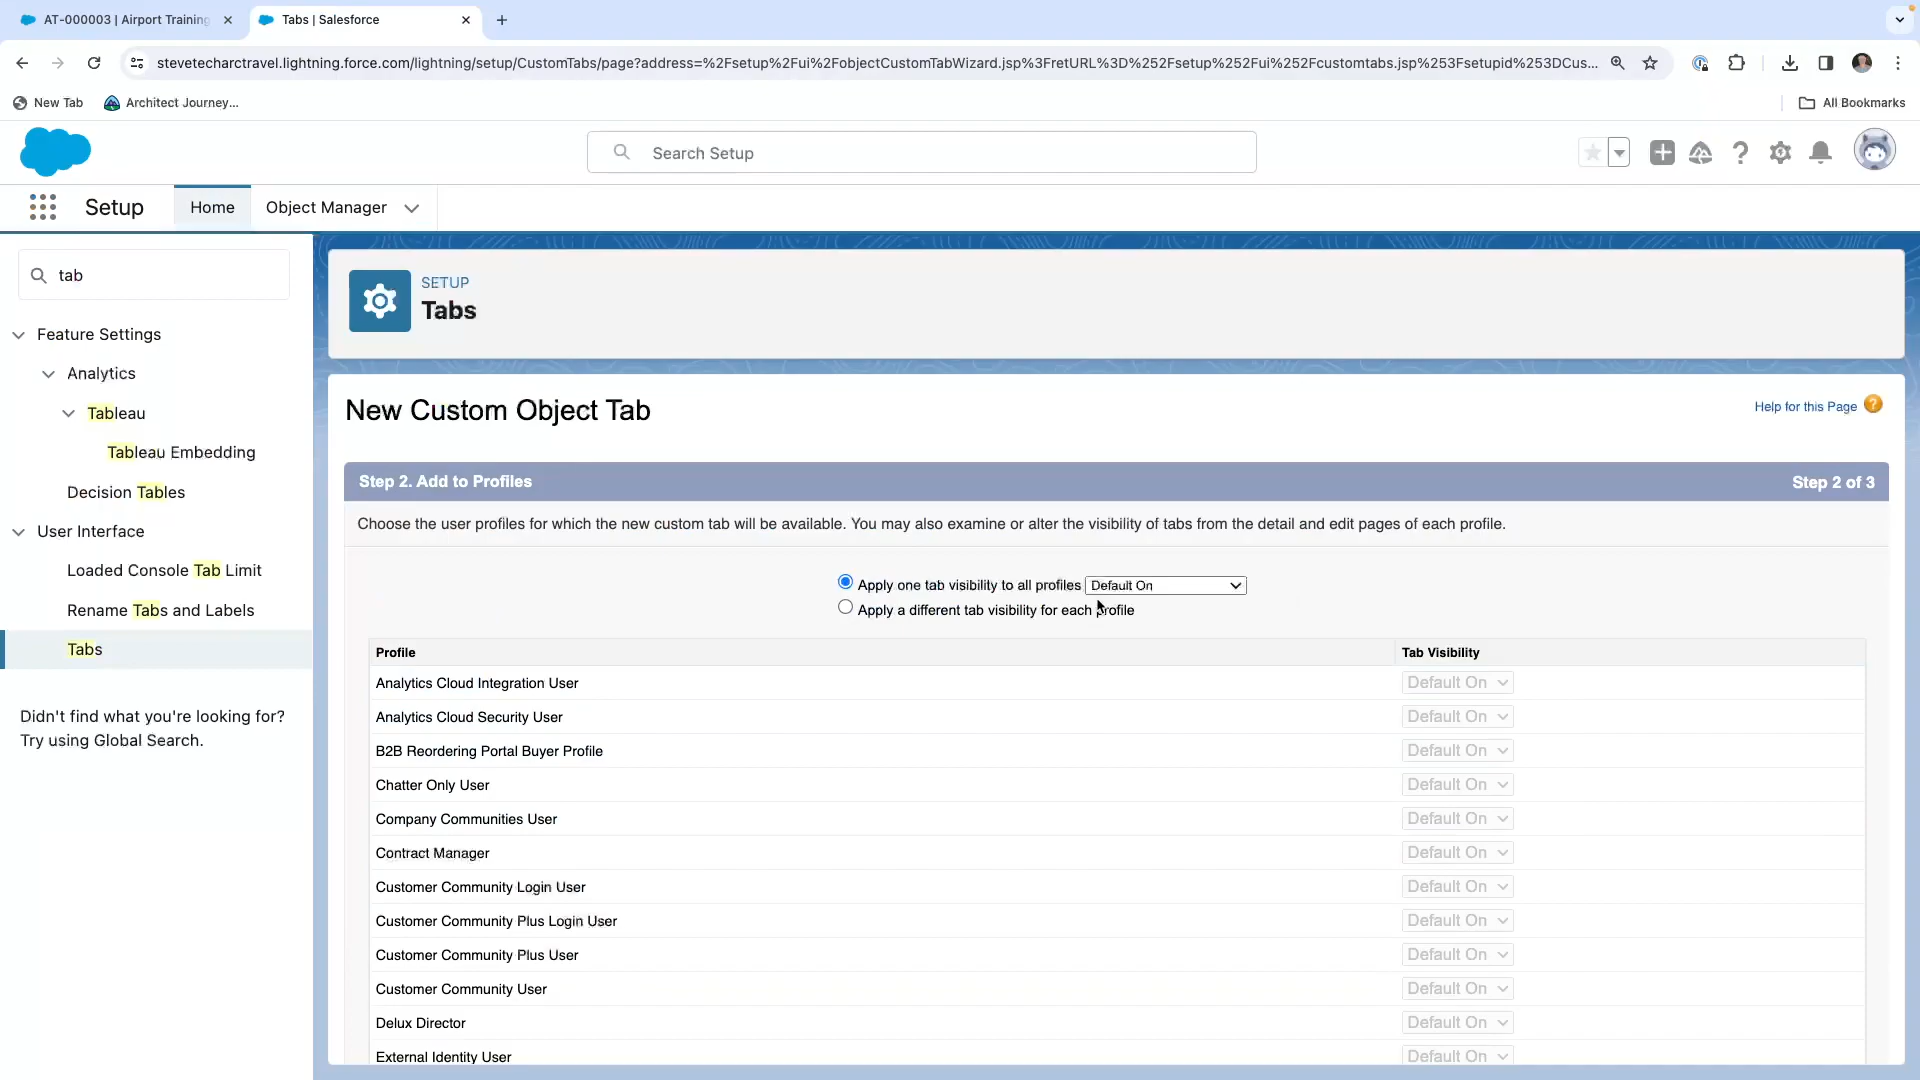 AT-000003 | Airport Training
Tabs | Salesforce
stevetecharctravel.lightning.force.com/lightning/setup/CustomTabs/page?address=%2Fsetup%2Fui%2FobjectCustomTabWizard.jsp%3FretURL%3D%252Fsetup%252Fui%252Fcustomtabs.jsp%253Fsetupid%253DCus...
New Tab
Architect Journey...
All Bookmarks
Search Setup
Setup
Home
Object Manager
tab
Feature Settings
Analytics
Tableau
Tableau Embedding
Decision Tables
User Interface
Loaded Console Tab Limit
Rename Tabs and Labels
Tabs
Didn't find what you're looking for?
Try using Global Search.
SETUP
Tabs
New Custom Object Tab
Help for this Page
Step 2. Add to Profiles
Step 2 of 3
Choose the user profiles for which the new custom tab will be available. You may also examine or alter the visibility of tabs from the detail and edit pages of each profile.
Apply one tab visibility to all profiles Default On
Apply a different tab visibility for each profile
Profile Tab Visibility
Analytics Cloud Integration User Default On
Analytics Cloud Security User Default On
B2B Reordering Portal Buyer Profile Default On
Chatter Only User Default On
Company Communities User Default On
Contract Manager Default On
Customer Community Login User Default On
Customer Community Plus Login User Default On
Customer Community Plus User Default On
Customer Community User Default On
Delux Director Default On
External Identity User Default On